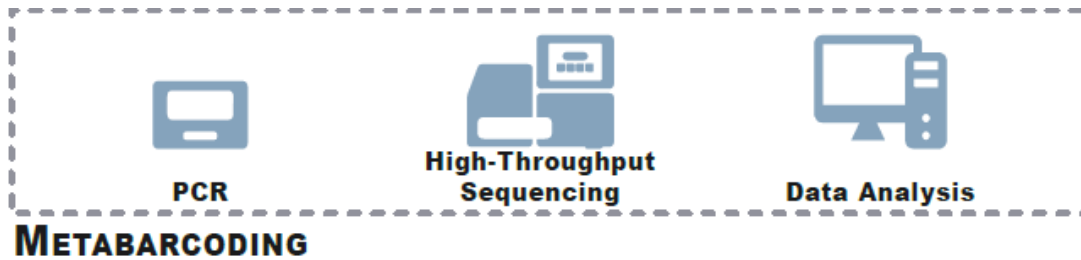 High-Throughput
PCR Sequencing Data Analysis
METABARCODING